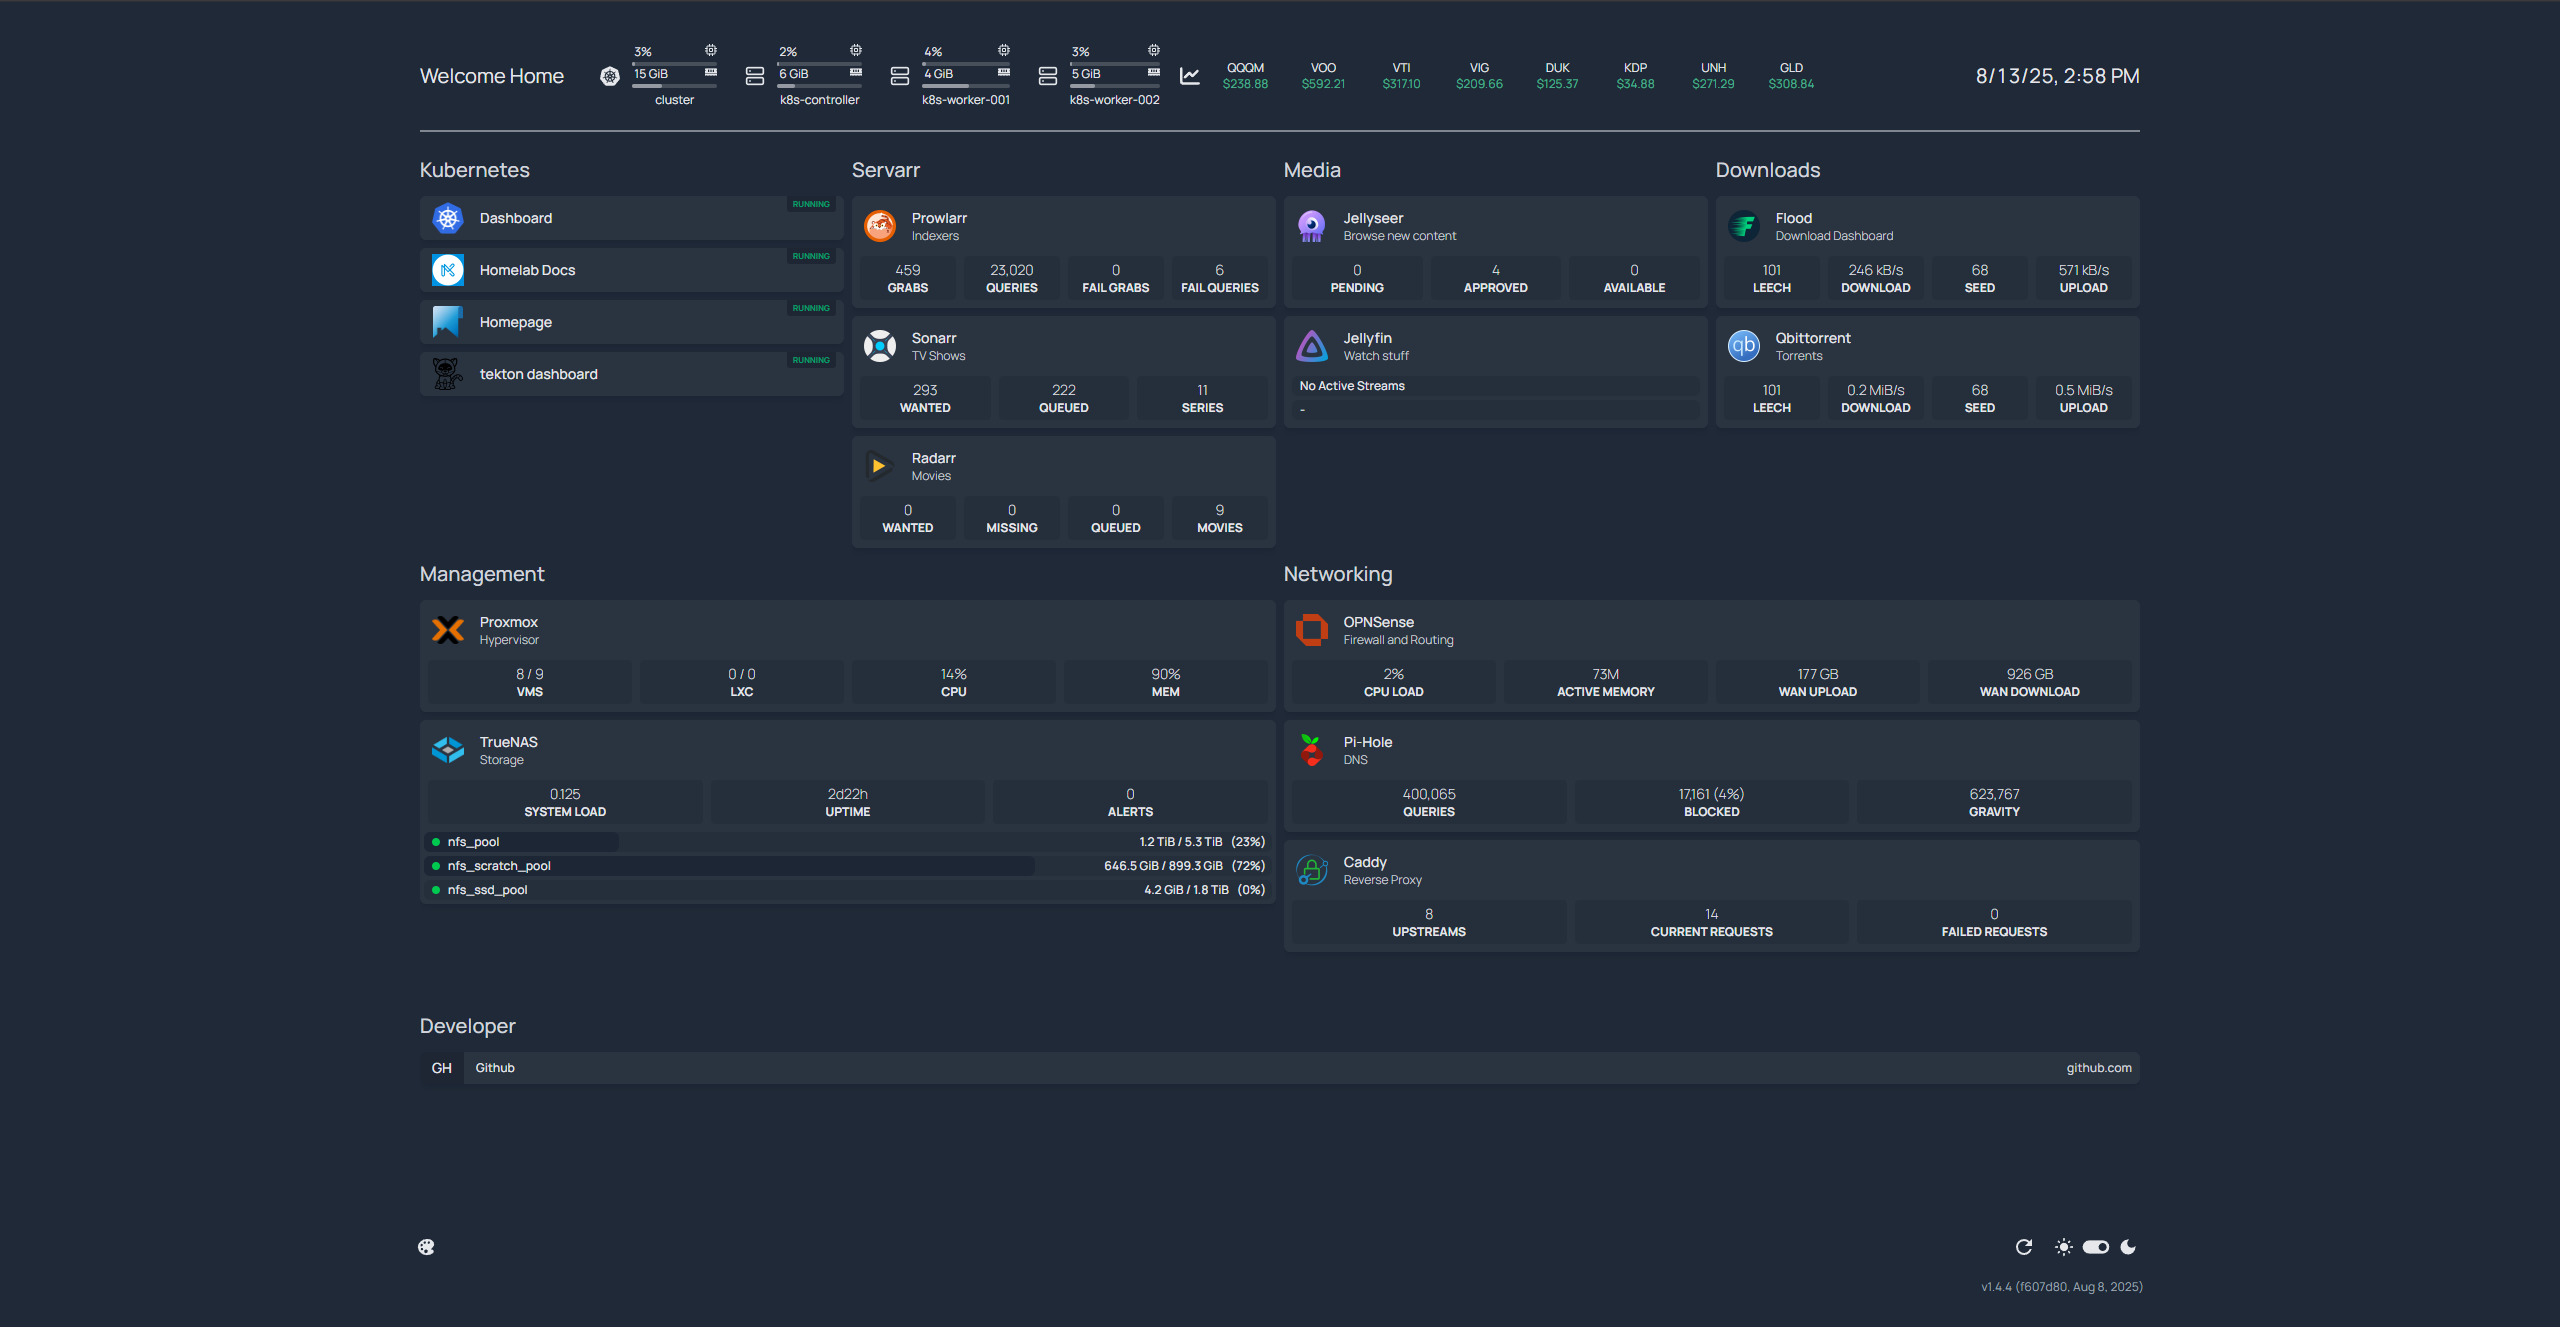 Welcome Home
3%
15 GiB
cluster
2%
6 GiB
k8s-controller
4%
4 GiB
k8s-worker-001
3%
5 GiB
k8s-worker-002
QQQM VOO VTI VIG DUK KDP UNH GLD
$238.88 $592.21 $317.10 $209.66 $125.37 $34.88 $271.29 $308.84
8/13/25, 2:58 PM
Kubernetes
Dashboard
RUNNING
Homelab Docs
RUNNING
Homepage
RUNNING
tekton dashboard
RUNNING
Servarr
Prowlarr
Indexers
459 23,020 0 6
GRABS QUERIES FAIL GRABS FAIL QUERIES
Sonarr
TV Shows
293 222 11
WANTED QUEUED SERIES
Radarr
Movies
0 0 0 9
WANTED MISSING QUEUED MOVIES
Media
Jellyseer
Browse new content
0 4 0
PENDING APPROVED AVAILABLE
Jellyfin
Watch stuff
No Active Streams
-
Downloads
Flood
Download Dashboard
101 246 kB/s 68 571 kB/s
LEECH DOWNLOAD SEED UPLOAD
qb
Qbittorrent
Torrents
101 0.2 MiB/s 68 0.5 MiB/s
LEECH DOWNLOAD SEED UPLOAD
Management
Proxmox
Hypervisor
8 / 9 0 / 0 14% 90%
VMS LXC CPU MEM
TrueNAS
Storage
0.125 2d22h 0
SYSTEM LOAD UPTIME ALERTS
nfs_pool 1.2 TiB / 5.3 TiB (23%)
nfs_scratch_pool 646.5 GiB / 899.3 GiB (72%)
nfs_ssd_pool 4.2 GiB / 1.8 TiB (0%)
Networking
OPNSense
Firewall and Routing
2% 73M 177 GB 926 GB
CPU LOAD ACTIVE MEMORY WAN UPLOAD WAN DOWNLOAD
Pi-Hole
DNS
400,065 17,161 (4%) 623,767
QUERIES BLOCKED GRAVITY
Caddy
Reverse Proxy
8 14 0
UPSTREAMS CURRENT REQUESTS FAILED REQUESTS
Developer
GH Github github.com
v1.4.4 (f607d80, Aug 8, 2025)